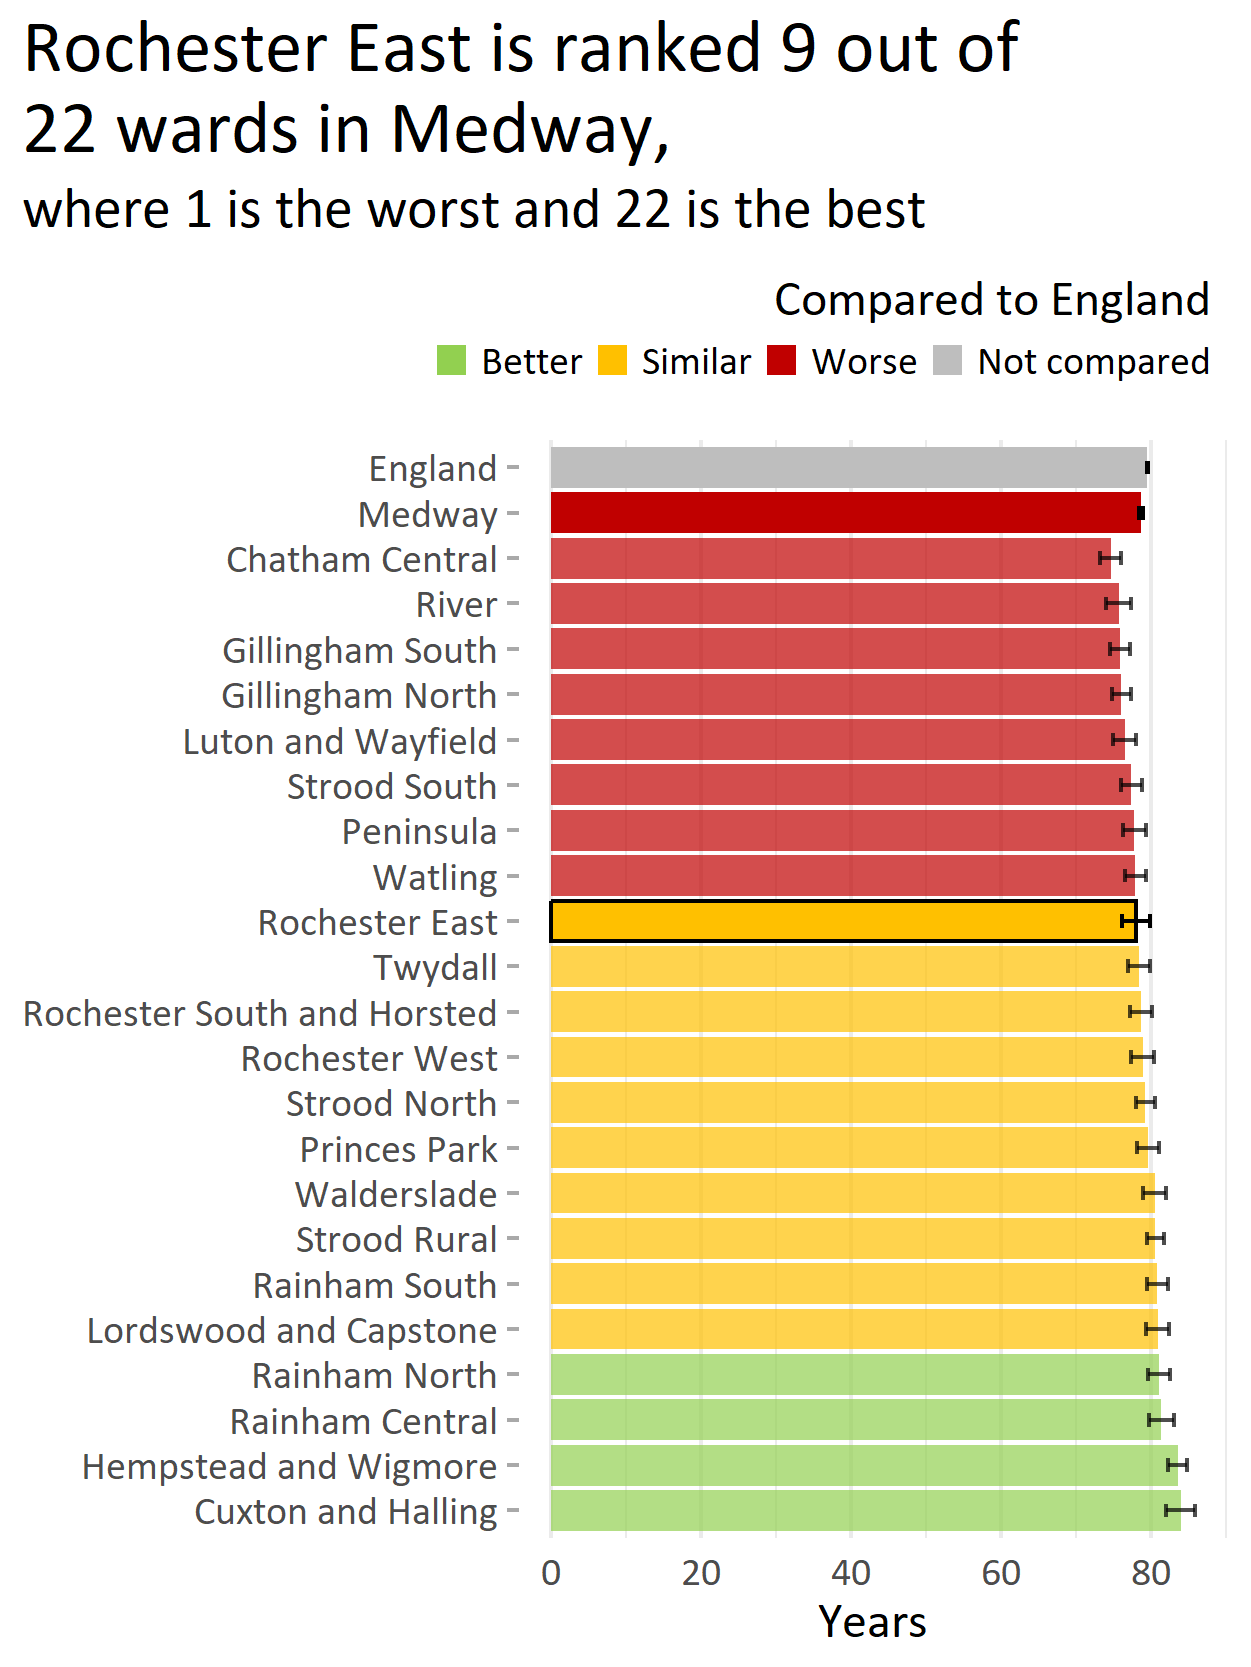 Rochester East is ranked 9 out of
22 wards in Medway,
where 1 is the worst and 22 is the best
Compared to England
Better Similar Worse Not compared
England
Medway
Chatham Central
River
Gillingham South
Gillingham North
Luton and Wayfield
Strood South
Peninsula
Watling
Rochester East
Twydall
Rochester South and Horsted
Rochester West
Strood North
Princes Park
Walderslade
Strood Rural
Rainham South
Lordswood and Capstone
Rainham North
Rainham Central
Hempstead and Wigmore
Cuxton and Halling
0 20 40 60 80
Years